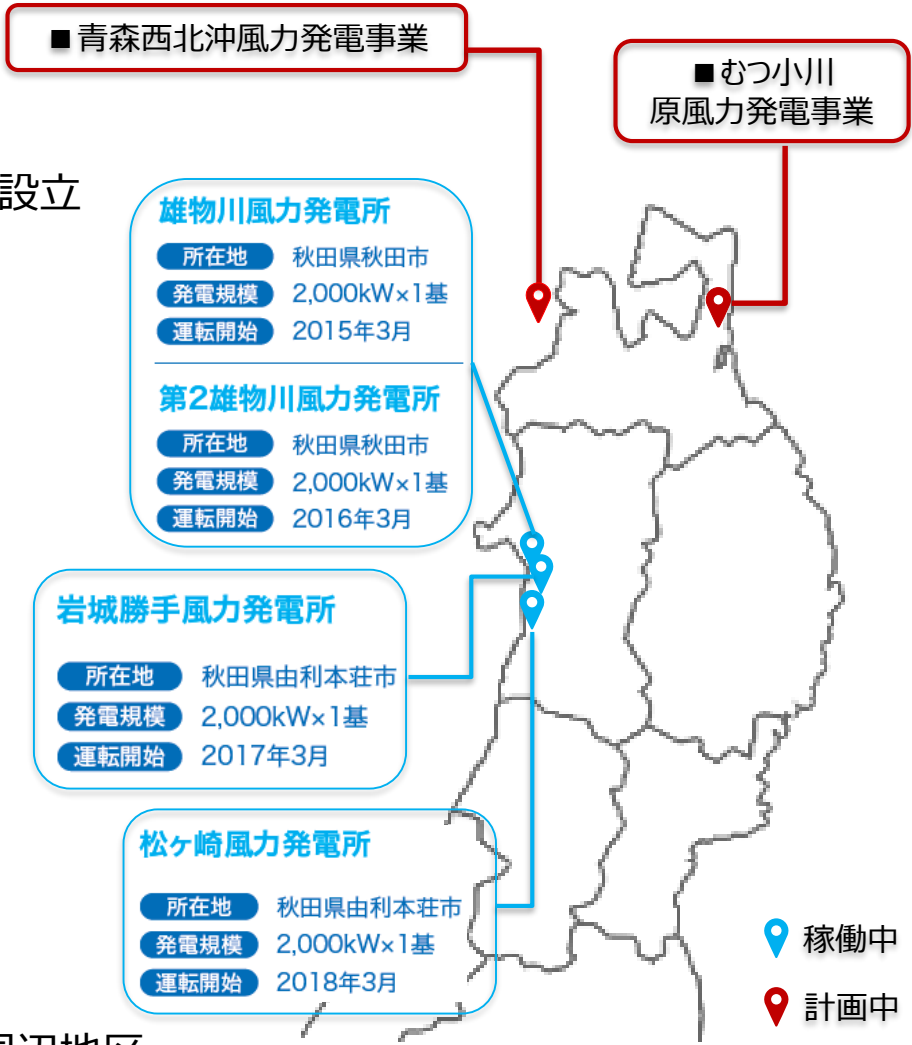 ■青森西北沖風力発電事業
■むつ小川
原風力発電事業
設立
雄物川風力発電所
所在地 秋田県秋田市
発電規模 2,000kW×1基
運転開始 2015年3月
第2雄物川風力発電所
所在地 秋田県秋田市
発電規模 2,000kW×1基
運転開始 2016年3月
岩城勝手風力発電所
所在地 秋田県由利本荘市
発電規模 2,000kW×1基
運転開始 2017年3月
松ヶ崎風力発電所
所在地 秋田県由利本荘市
発電規模 2,000kW×1基
運転開始 2018年3月
稼働中
計画中
周辺地区